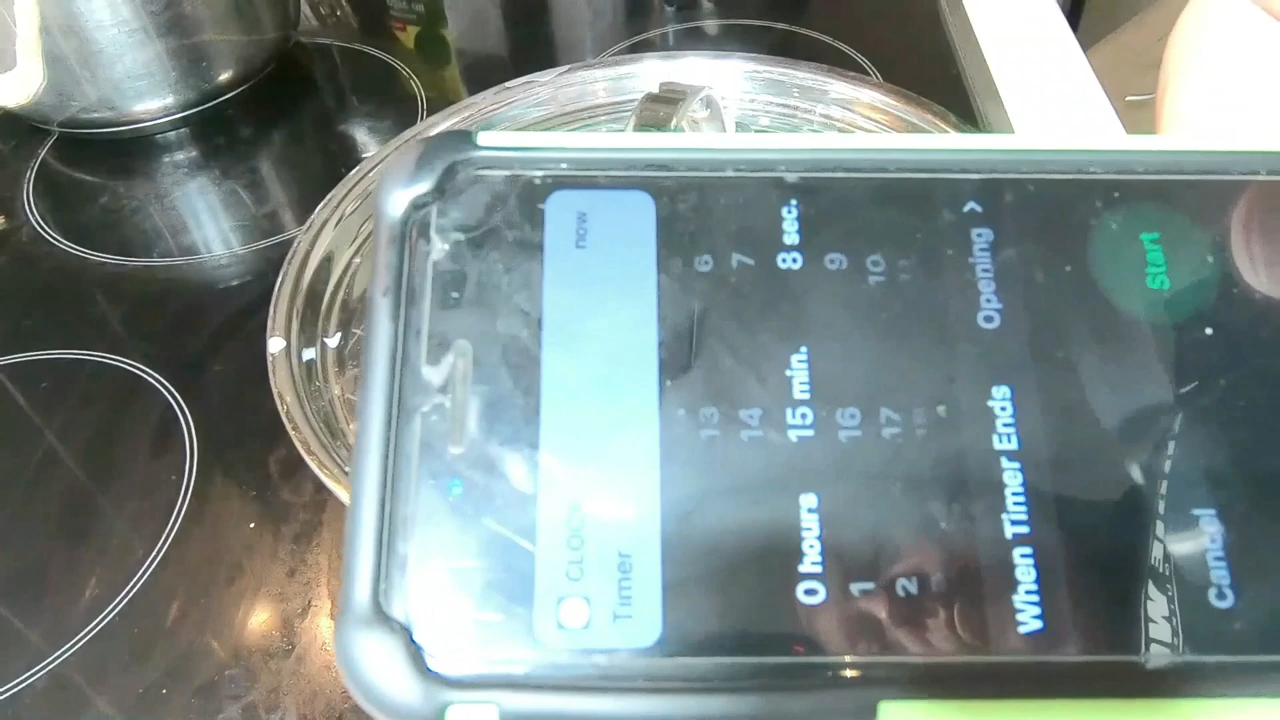 CLOCK now
Timer
13 6
14 7
0 hours 15 min. 8 sec.
1 16 9
2 17 10
When Timer Ends Opening >
Cancel Start